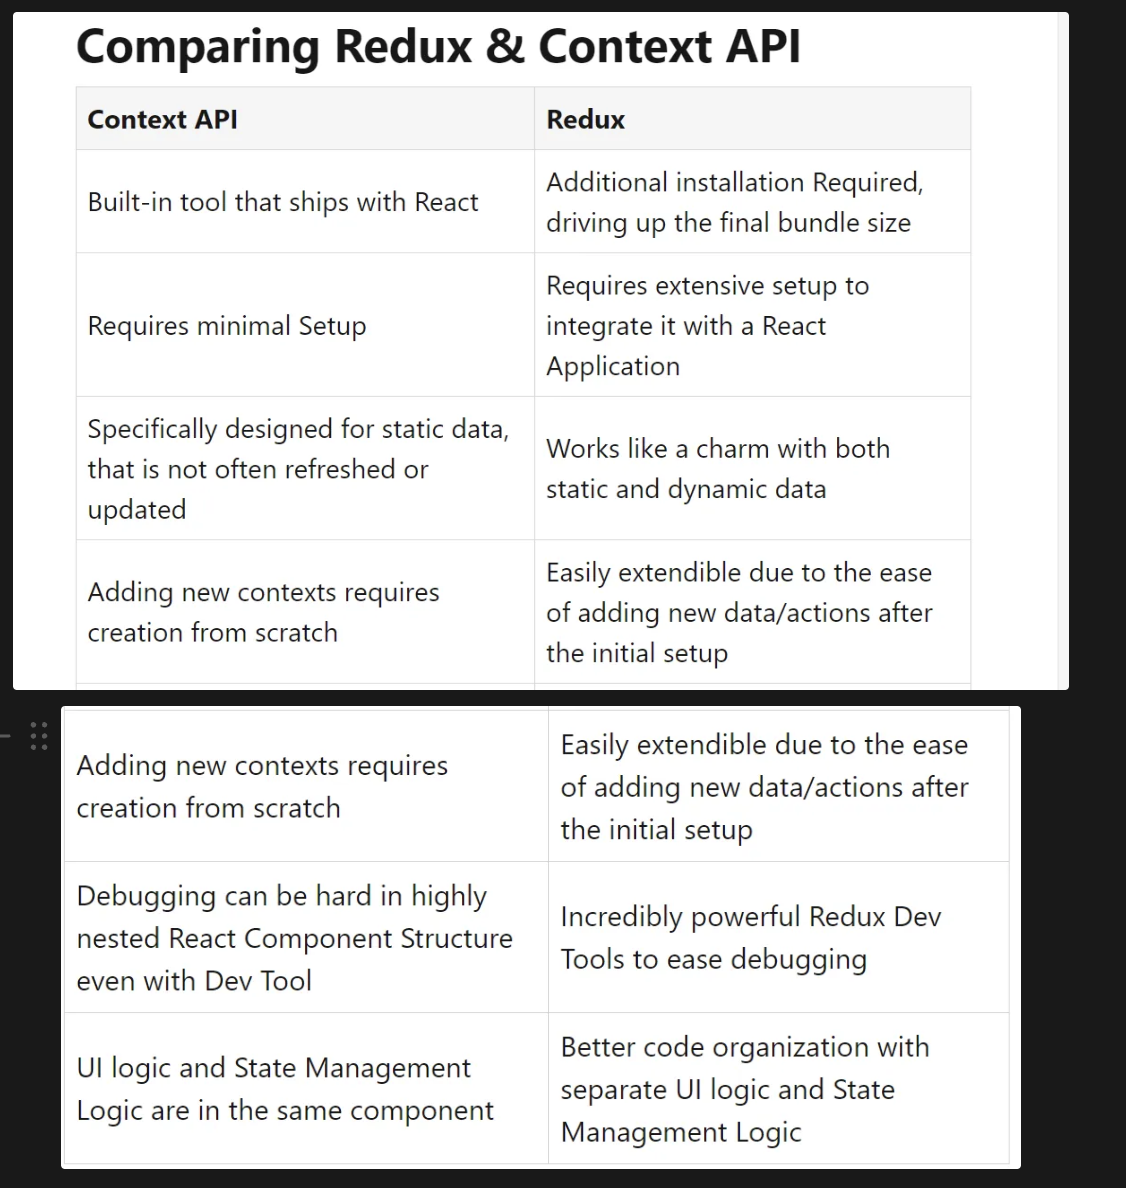 Comparing Redux & Context API
Context API
Redux
Built-in tool that ships with React
Additional installation Required,
driving up the final bundle size
Requires minimal Setup
Requires extensive setup to
integrate it with a React
Application
Specifically designed for static data,
that is not often refreshed or
updated
Works like a charm with both
static and dynamic data
Adding new contexts requires
creation from scratch
Easily extendible due to the ease
of adding new data/actions after
the initial setup
Adding new contexts requires
creation from scratch
Easily extendible due to the ease
of adding new data/actions after
the initial setup
Debugging can be hard in highly
nested React Component Structure
even with Dev Tool
Incredibly powerful Redux Dev
Tools to ease debugging
UI logic and State Management
Logic are in the same component
Better code organization with
separate UI logic and State
Management Logic